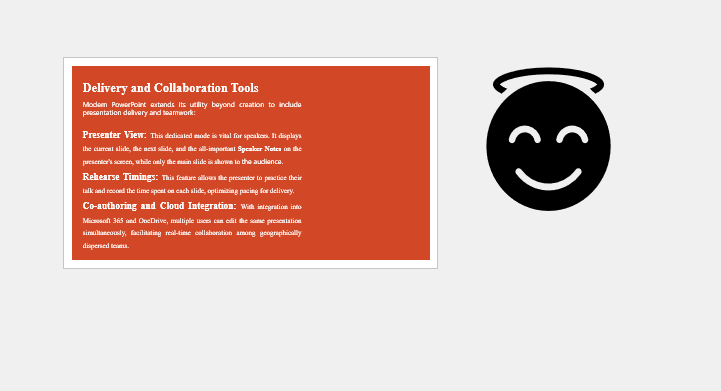 Delivery and Collaboration Tools
Modern PowerPoint extends its utility beyond creation to include
presentation delivery and teamwork:
Presenter View: This dedicated mode is vital for speakers. It displays
the current slide, the next slide, and the all-important Speaker Notes on the
presenter's screen, while only the main slide is shown to the audience.
Rehearse Timings: This feature allows the presenter to practice their
talk and record the time spent on each slide, optimizing pacing for delivery.
Co-authoring and Cloud Integration: With integration into
Microsoft 365 and OneDrive, multiple users can edit the same presentation
simultaneously, facilitating real-time collaboration among geographically
dispersed teams.